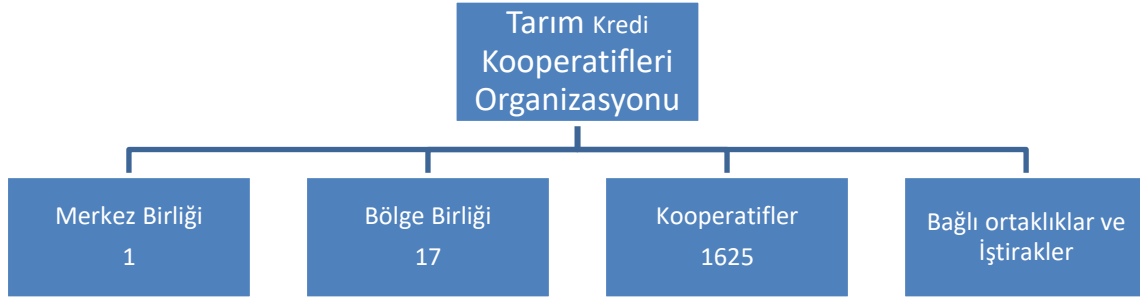 Tarım Kredi
Kooperatifleri
Organizasyonu
Merkez Birliği
1
Bölge Birliği
17
Kooperatifler
1625
Bağlı ortaklıklar ve
İştirakler